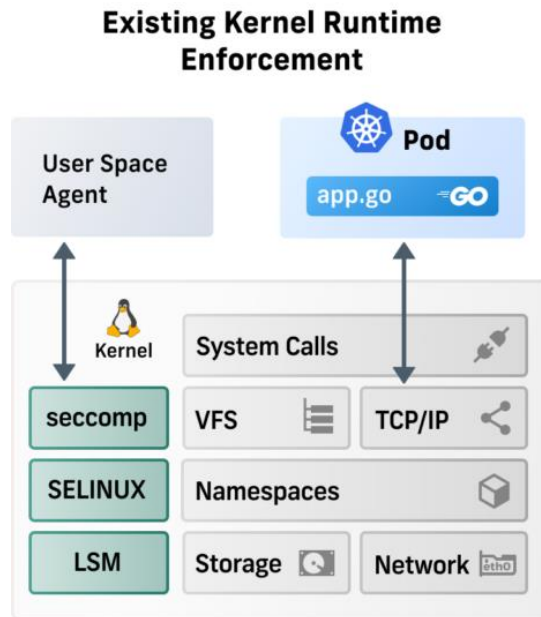 Existing Kernel Runtime
Enforcement
User Space
Agent
Pod
app.go
GO
Kernel
System Calls
seccomp
VFS
TCP/IP
SELINUX
Namespaces
LSM
Storage
Network
eth0